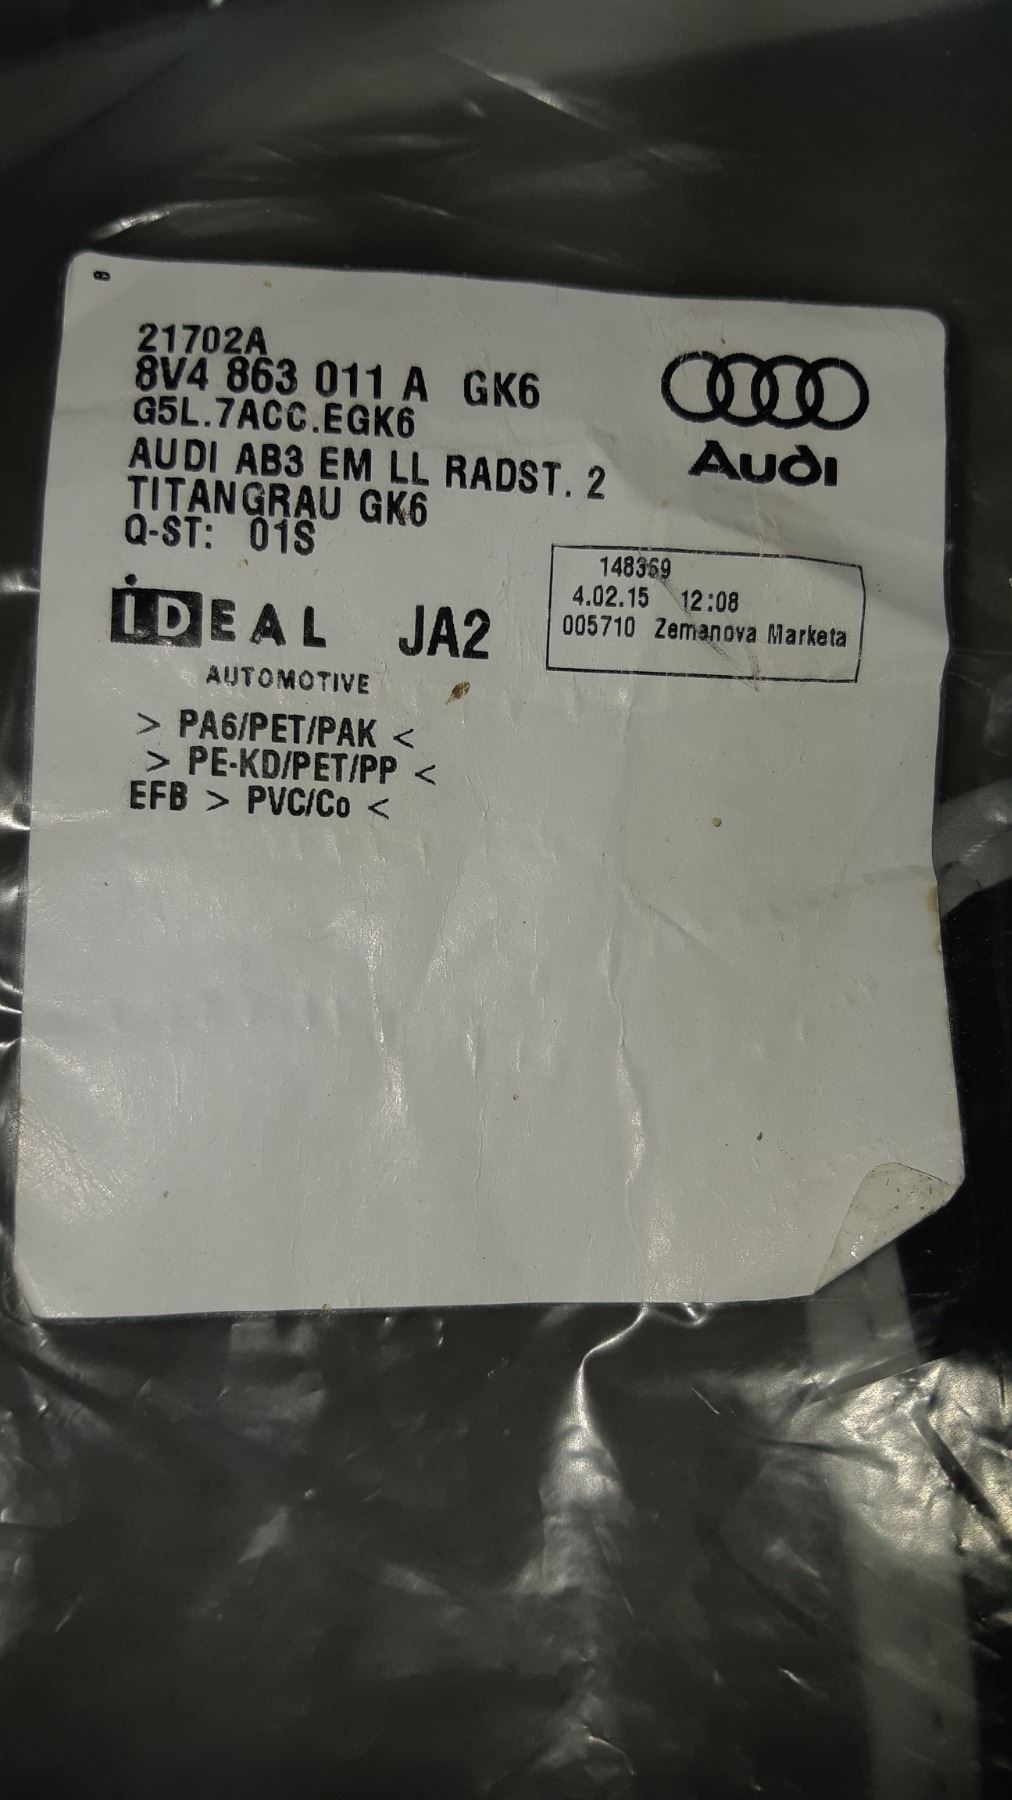 21702A
8V4 863 011 A GK6
G5L.7ACC.EGK6
AUDI AB3 EM LL RADST. 2
TITANGRAU GK6
Q-ST: 01S
Audi
148369
4.02.15 12:08
005710 Zemanova Marketa
iDEAL JA2
AUTOMOTIVE
> PA6/PET/PAK <
> PE-KD/PET/PP <
EFB > PVC/Co <